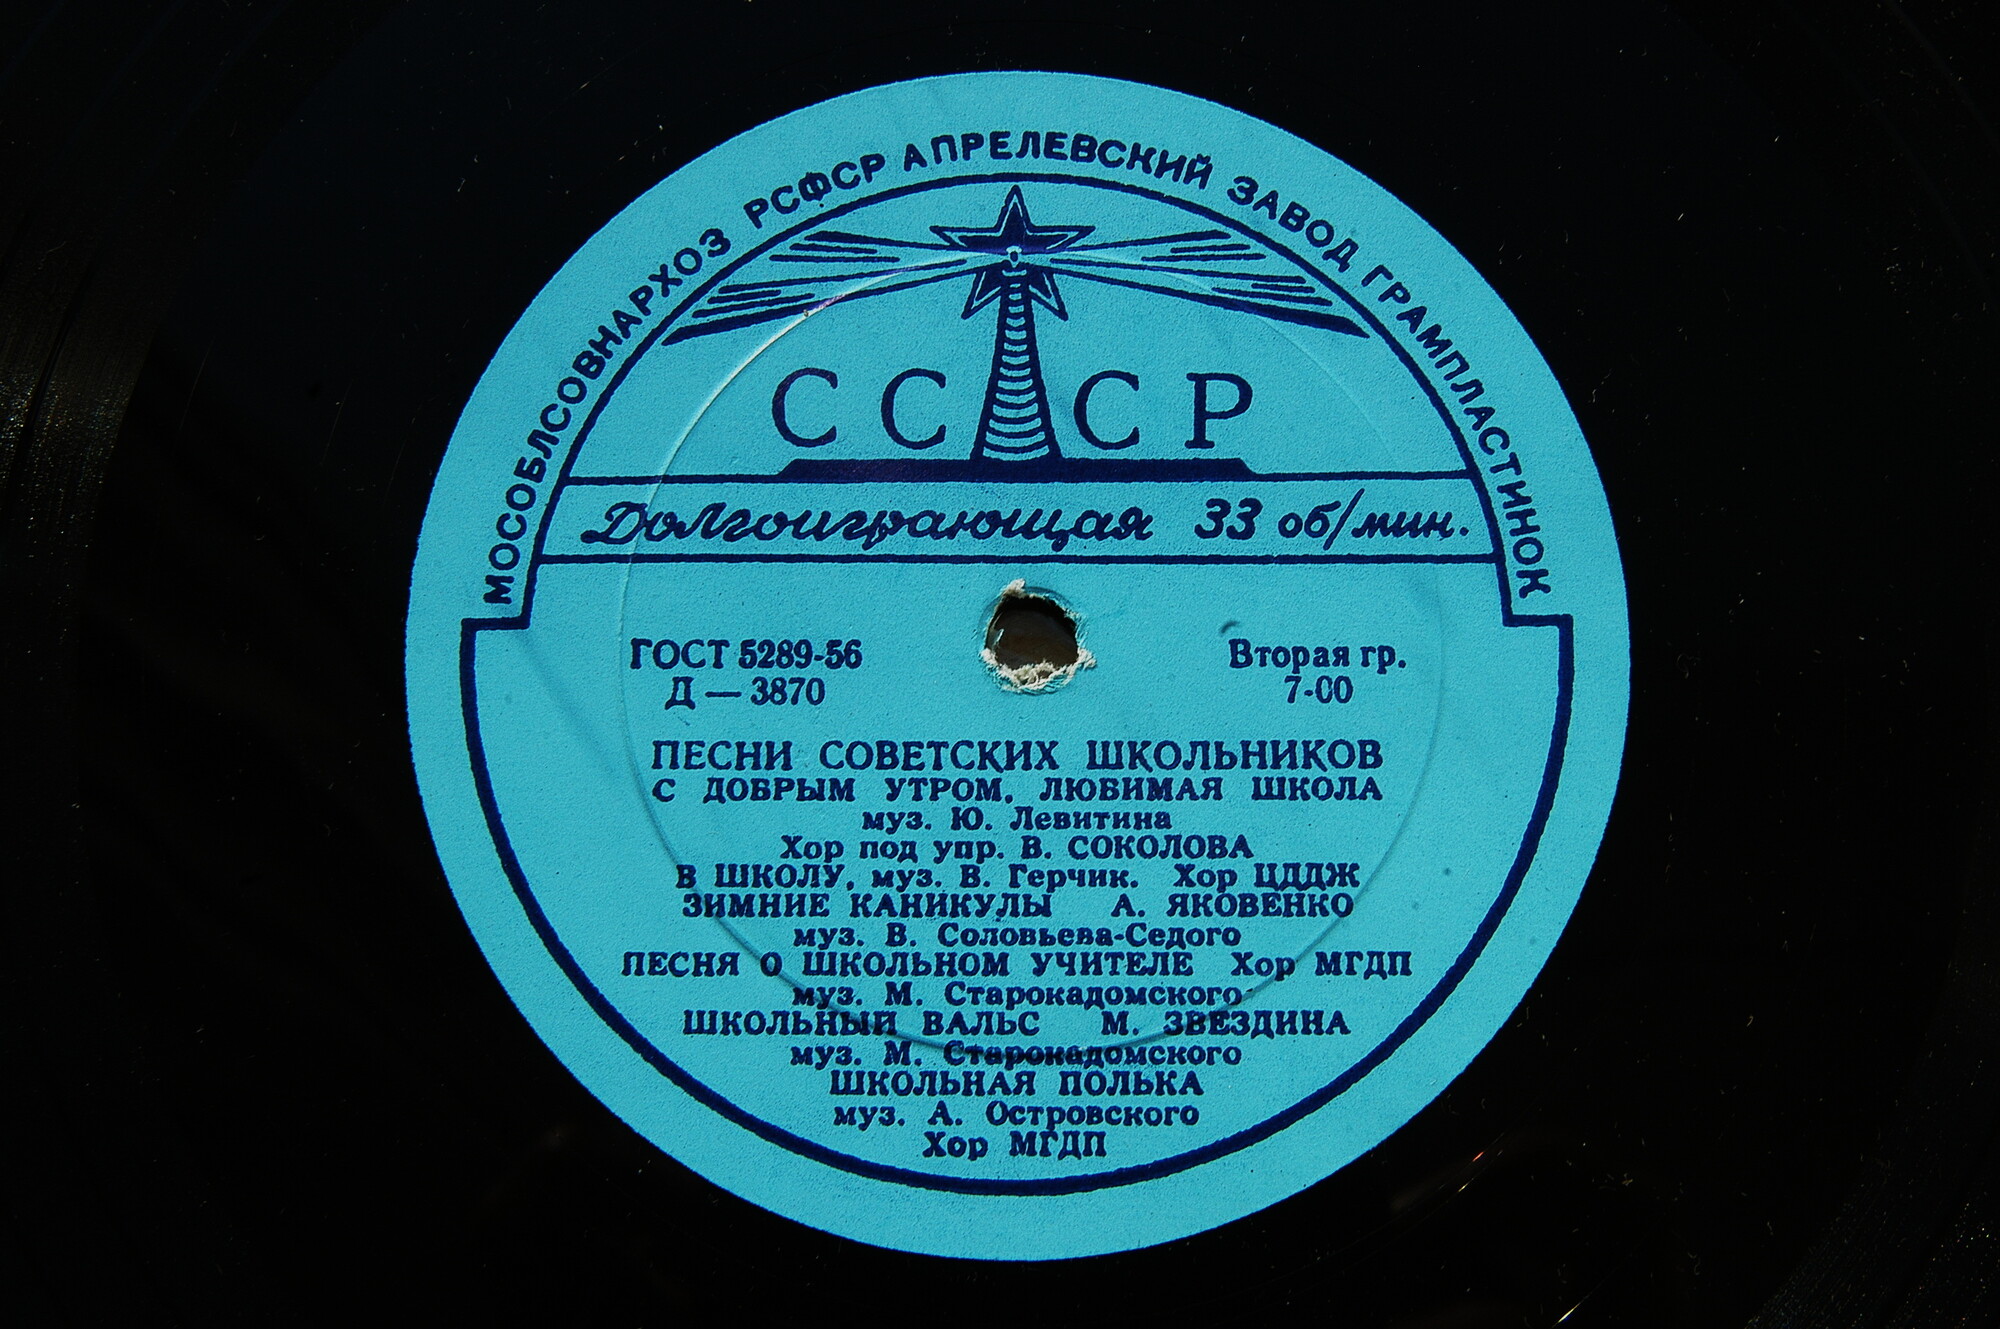 МОСОБЛСОВНАРХОЗ РСФСР АПРЕЛЕВСКИЙ ЗАВОД ГРАМПЛАСТИНОК
СССР
Долгоиграющая 33 об/мин.
ГОСТ 5289-56
Д — 3870
Вторая гр.
7-00
ПЕСНИ СОВЕТСКИХ ШКОЛЬНИКОВ
С ДОБРЫМ УТРОМ, ЛЮБИМАЯ ШКОЛА
муз. Ю. Левитина
Хор под упр. В. СОКОЛОВА
В ШКОЛУ, муз. В. Герчик. Хор ЦДДЖ
ЗИМНИЕ КАНИКУЛЫ А. ЯКОВЕНКО
муз. В. Соловьева-Седого
ПЕСНЯ О ШКОЛЬНОМ УЧИТЕЛЕ Хор МГДП
муз. М. Старокадомского
ШКОЛЬНЫЙ ВАЛЬС М. ЗВЕЗДИНА
муз. М. Старокадомского
ШКОЛЬНАЯ ПОЛЬКА
муз. А. Островского
Хор МГДП